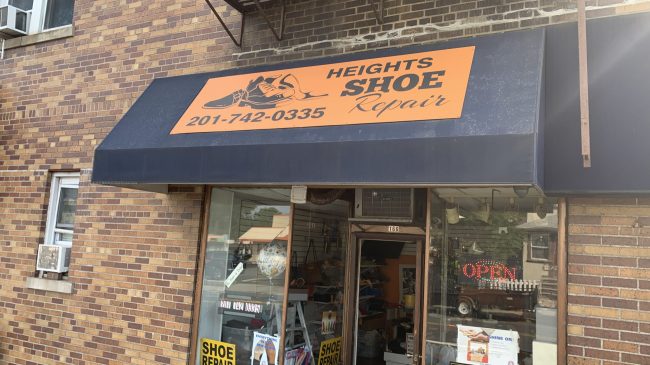 HEIGHTS
SHOE
Repair
201-742-0335
OPEN
SHOE
REPAIR
SHOE
REPAIR